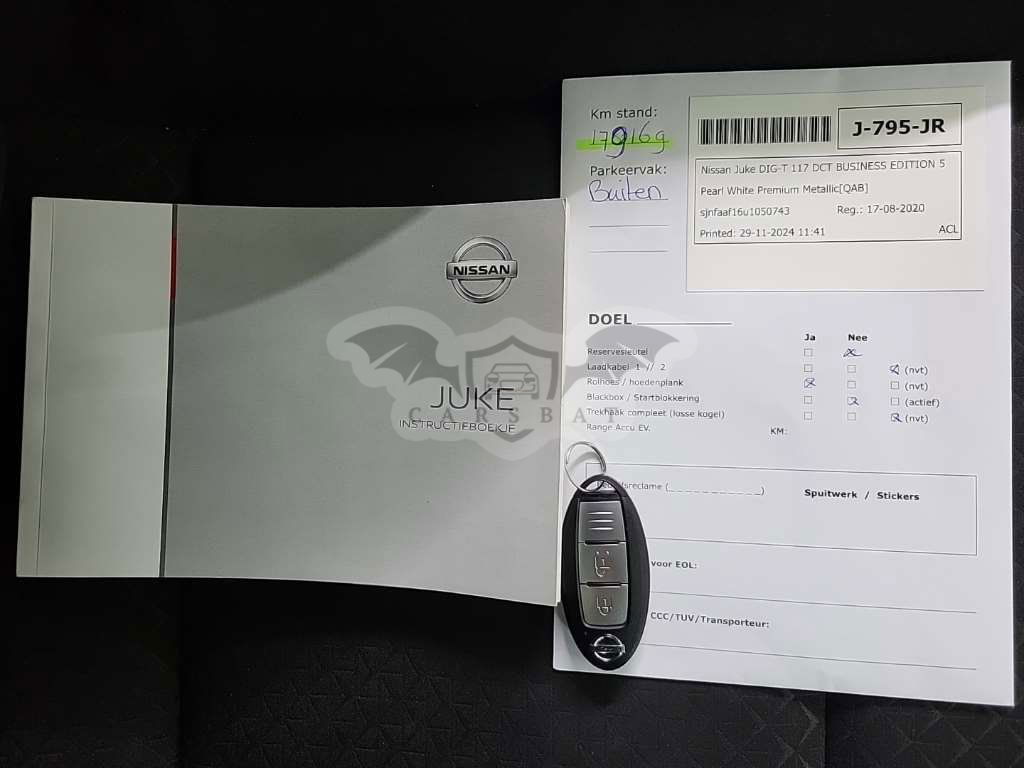 NISSAN
JUKE
INSTRUCTIEBOEKJE
CARSBAT
Km stand:
Parkeervak:
Buiten
J-795-JR
Nissan Juke DIG-T 117 DCT BUSINESS EDITION 5
Pearl White Premium Metallic[QAB]
sjnfaaf16u1050743 Reg.: 17-08-2020
Printed: 29-11-2024 11:41 ACL
DOEL
Ja Nee
Reservesleutel
Laadkabel 1 // 2 (nvt)
Rolhoes / hoedenplank (nvt)
Blackbox / Startblokkering (actief)
Trekhaak compleet (losse kogel) (nvt)
Range Accu EV. KM:
Spuitwerk / Stickers
voor EOL:
CCC/TUV/Transporteur: